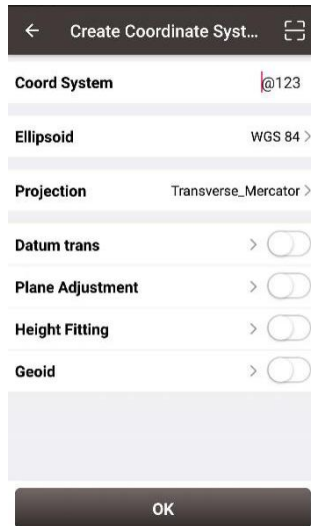 Create Coordinate Syst...
Coord System @123
Ellipsoid WGS 84
Projection Transverse_Mercator
Datum trans
Plane Adjustment
Height Fitting
Geoid
OK